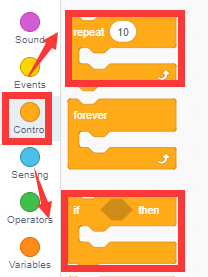 Sound
Events
Control
Sensing
Operators
Variables
repeat 10
forever
if then